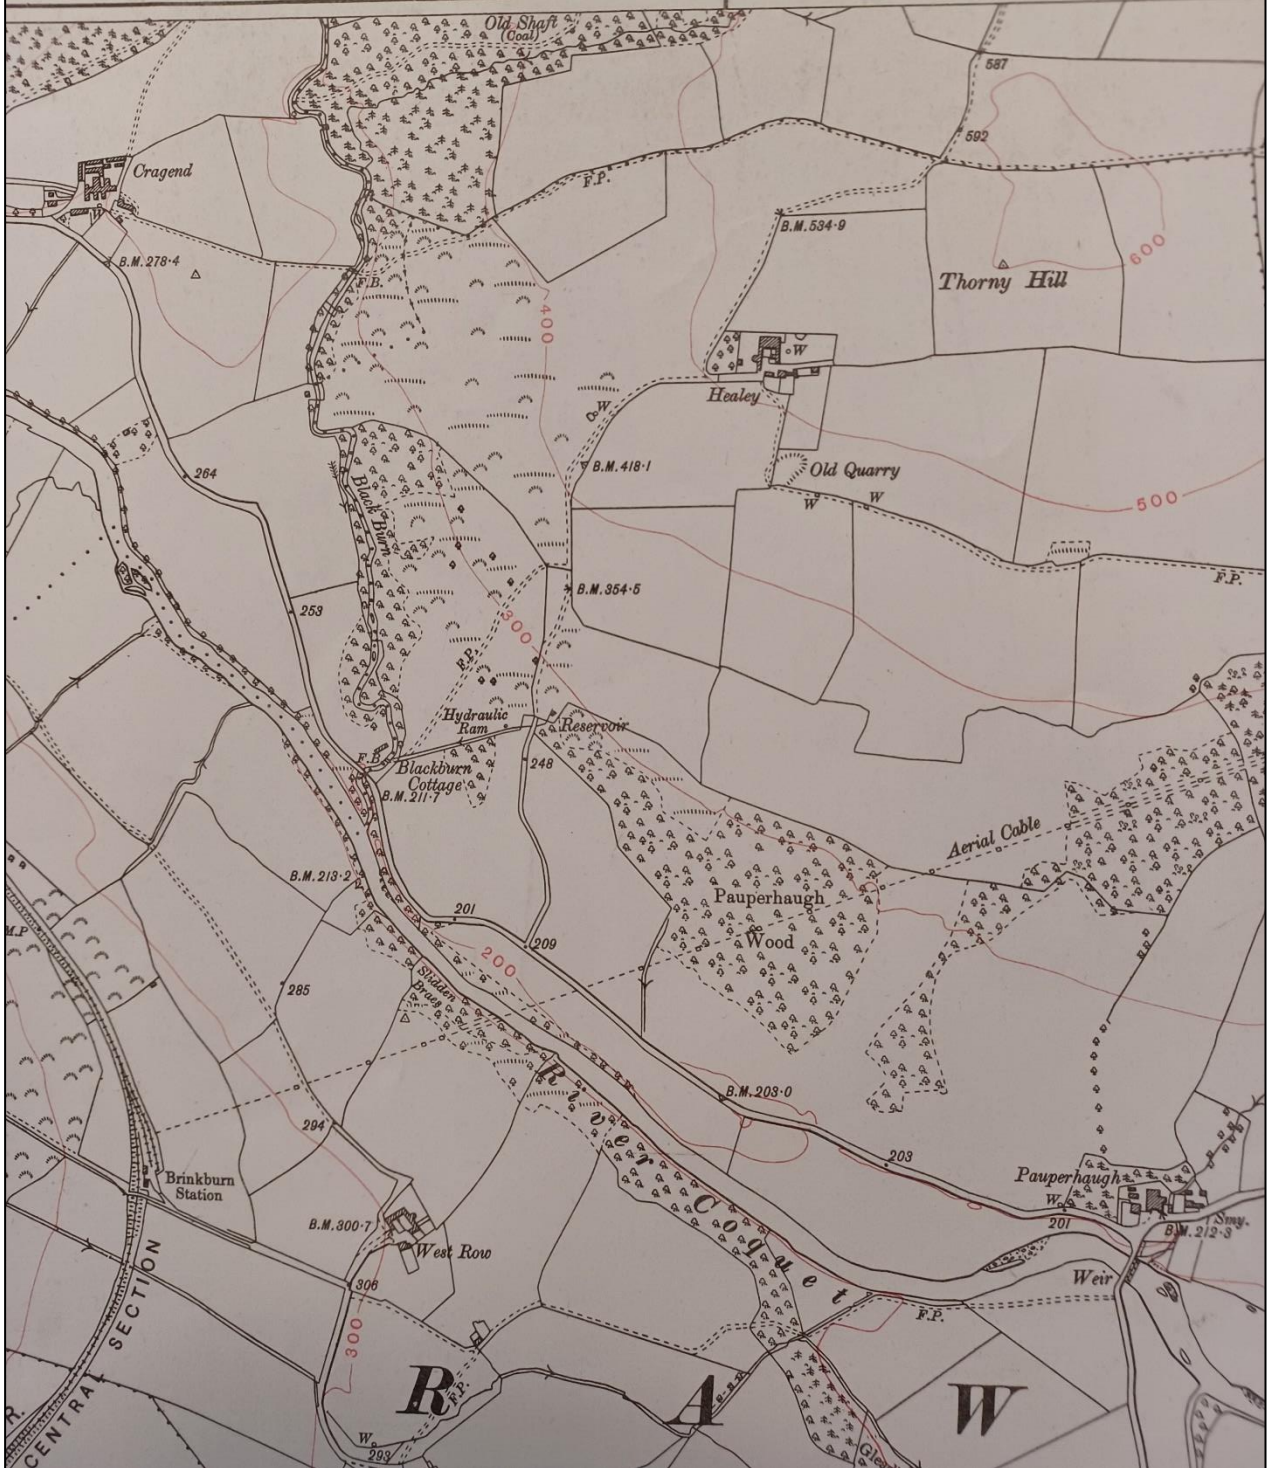 Old Shaft
(Coal)
587
592
Cragend
F.P.
B.M.534·9
600
B.M.278·4
F.B.
400
Thorny Hill
W
Healey
W
B.M.418·1
Old Quarry
W
W
500
264
Black Burn
B.M.354·5
F.P.
253
300
F.P.
Hydraulic
Ram
Reservoir
F.B.
248
Blackburn
Cottage
B.M.211·7
Aerial Cable
B.M.213·2
Pauperhaugh
Wood
201
209
M.P
200
Slidden
Braes
285
B.M.203·0
294
River Coquet
203
Brinkburn
Station
Pauperhaugh
W
201
Smy.
B.M.212·3
B.M.300·7
West Row
306
Weir
F.P.
300
R A W
F.P.
W
293
R.
CENTRAL SECTION